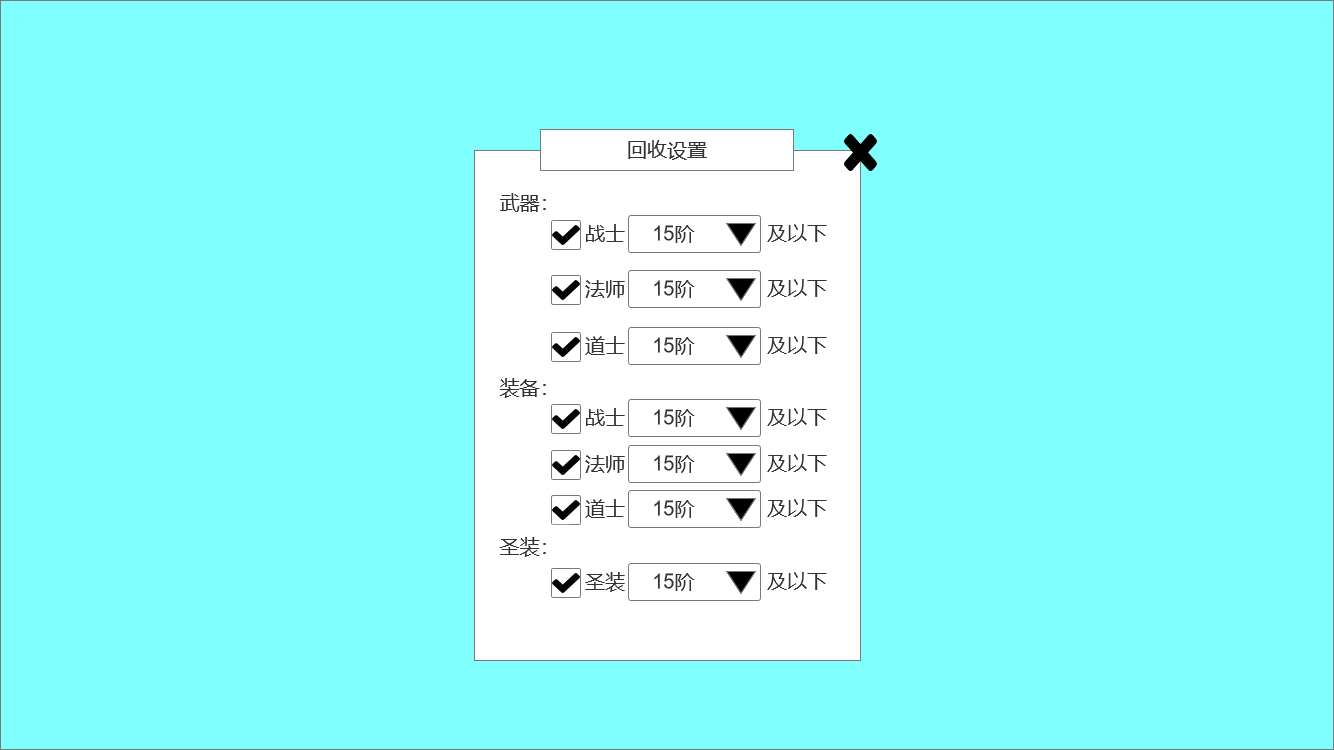 回收设置
武器：
战士 15阶 及以下
法师 15阶 及以下
道士 15阶 及以下
装备：
战士 15阶 及以下
法师 15阶 及以下
道士 15阶 及以下
圣装：
圣装 15阶 及以下